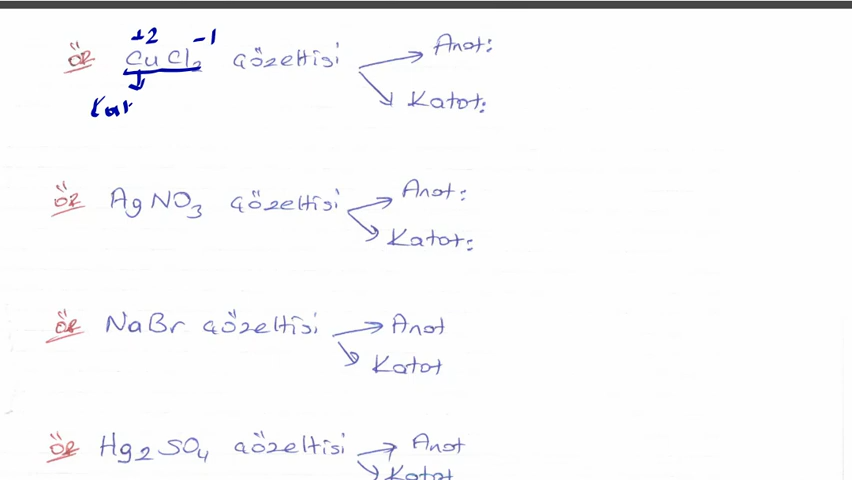 +2 -1
ÖR CuCl2 çözeltisi Anot:
Kat
Katot:
ÖR AgNO3 çözeltisi Anot:
Katot:
ÖR NaBr çözeltisi Anot
Katot
ÖR Hg2SO4 çözeltisi Anot
Katot